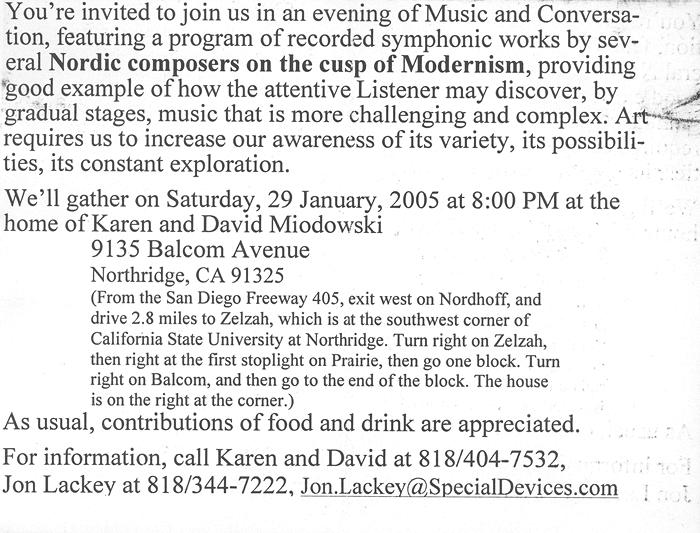 You're invited to join us in an evening of Music and Conversa-
tion, featuring a program of recorded symphonic works by sev-
eral Nordic composers on the cusp of Modernism, providing
good example of how the attentive Listener may discover, by
gradual stages, music that is more challenging and complex. Art
requires us to increase our awareness of its variety, its possibili-
ties, its constant exploration.
We'll gather on Saturday, 29 January, 2005 at 8:00 PM at the
home of Karen and David Miodowski
9135 Balcom Avenue
Northridge, CA 91325
(From the San Diego Freeway 405, exit west on Nordhoff, and
drive 2.8 miles to Zelzah, which is at the southwest corner of
California State University at Northridge. Turn right on Zelzah,
then right at the first stoplight on Prairie, then go one block. Turn
right on Balcom, and then go to the end of the block. The house
is on the right at the corner.)
As usual, contributions of food and drink are appreciated.
For information, call Karen and David at 818/404-7532,
Jon Lackey at 818/344-7222, Jon.Lackey@SpecialDevices.com